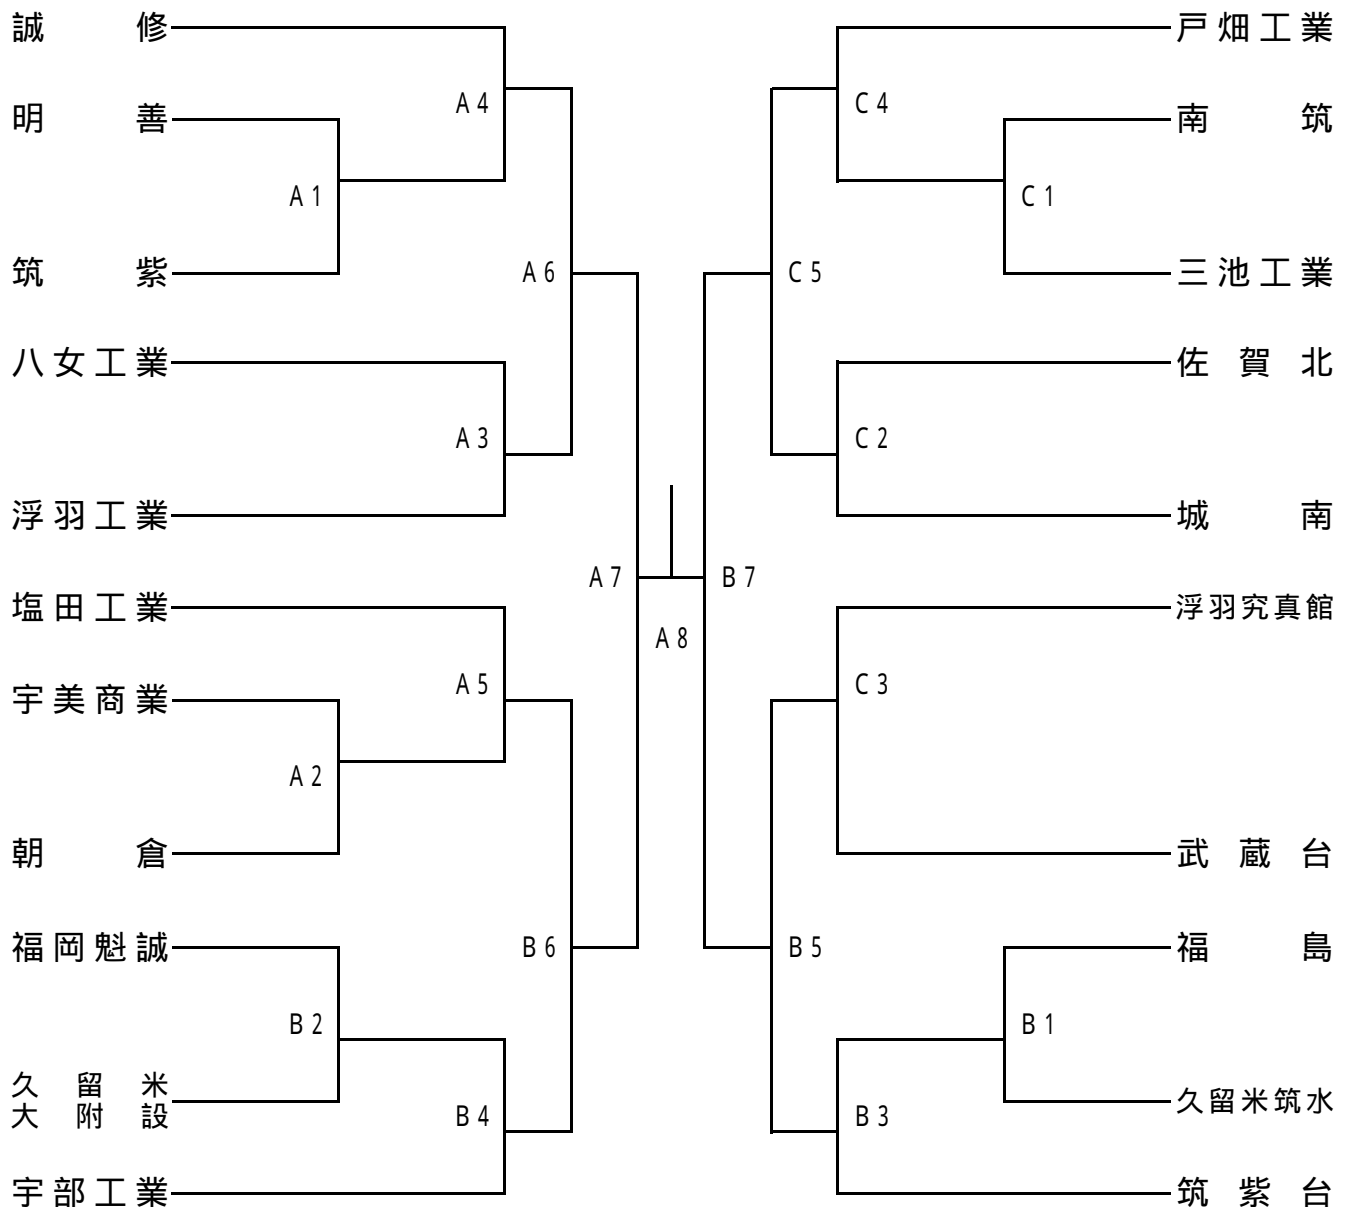 誠修
明善
筑紫
八女工業
浮羽工業
塩田工業
宇美商業
朝倉
福岡魁誠
久留米
大附設
宇部工業
A1
A2
B2
A4
A3
A5
B4
A6
B6
A7
A8
B7
C5
B5
C4
C2
C3
B3
C1
B1
戸畑工業
南筑
三池工業
佐賀北
城南
浮羽究真館
武蔵台
福島
久留米筑水
筑紫台